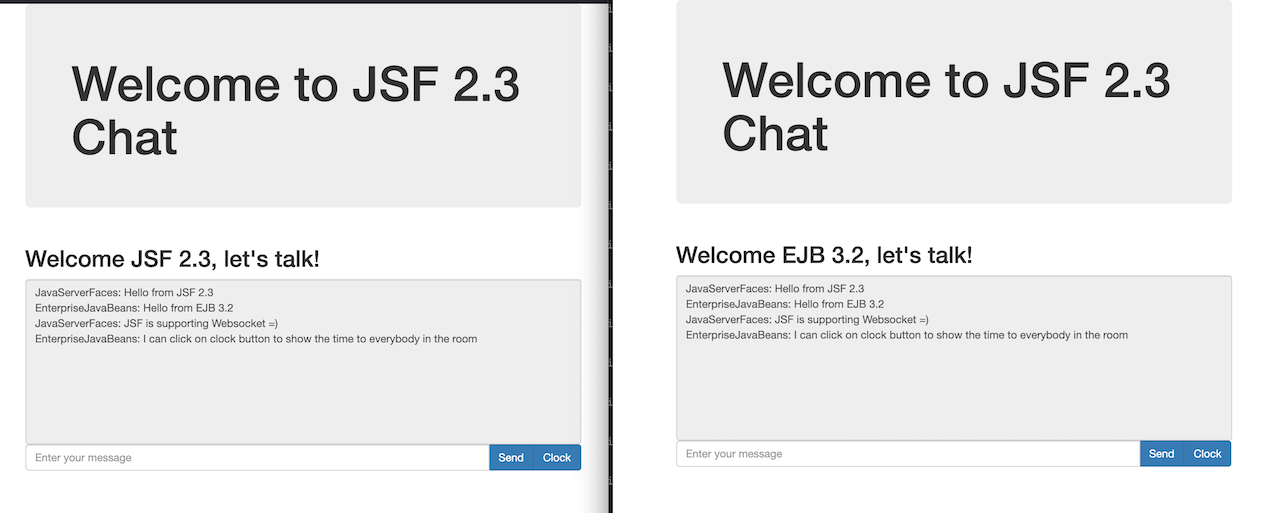 Welcome to JSF 2.3
Chat
Welcome JSF 2.3, let's talk!
JavaServerFaces: Hello from JSF 2.3
EnterpriseJavaBeans: Hello from EJB 3.2
JavaServerFaces: JSF is supporting Websocket =)
EnterpriseJavaBeans: I can click on clock button to show the time to everybody in the room
Enter your message
Send
Clock
Welcome to JSF 2.3
Chat
Welcome EJB 3.2, let's talk!
JavaServerFaces: Hello from JSF 2.3
EnterpriseJavaBeans: Hello from EJB 3.2
JavaServerFaces: JSF is supporting Websocket =)
EnterpriseJavaBeans: I can click on clock button to show the time to everybody in the room
Enter your message
Send
Clock